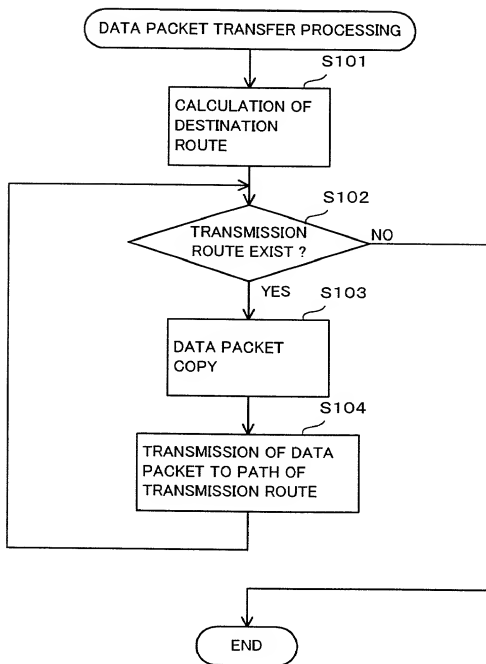 DATA PACKET TRANSFER PROCESSING
S101
CALCULATION OF
DESTINATION
ROUTE
S102
TRANSMISSION
ROUTE EXIST ?
NO
YES
S103
DATA PACKET
COPY
S104
TRANSMISSION OF DATA
PACKET TO PATH OF
TRANSMISSION ROUTE
END